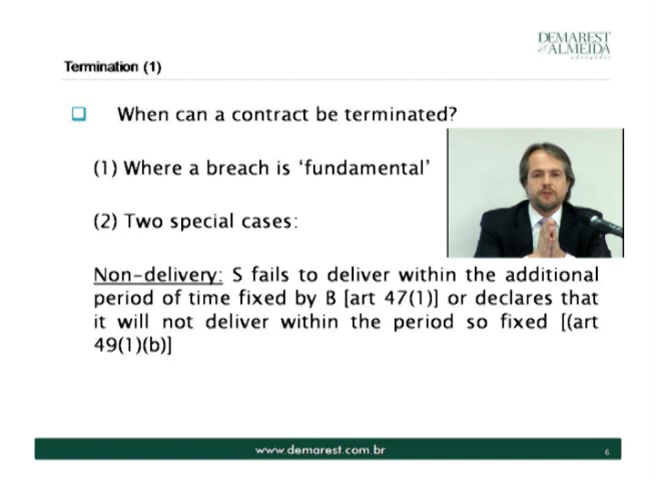 DEMAREST
& ALMEIDA
advogados
Termination (1)
When can a contract be terminated?
(1) Where a breach is ‘fundamental’
(2) Two special cases:
Non-delivery: S fails to deliver within the additional
period of time fixed by B [art 47(1)] or declares that
it will not deliver within the period so fixed [(art
49(1)(b)]
www.demarest.com.br
6